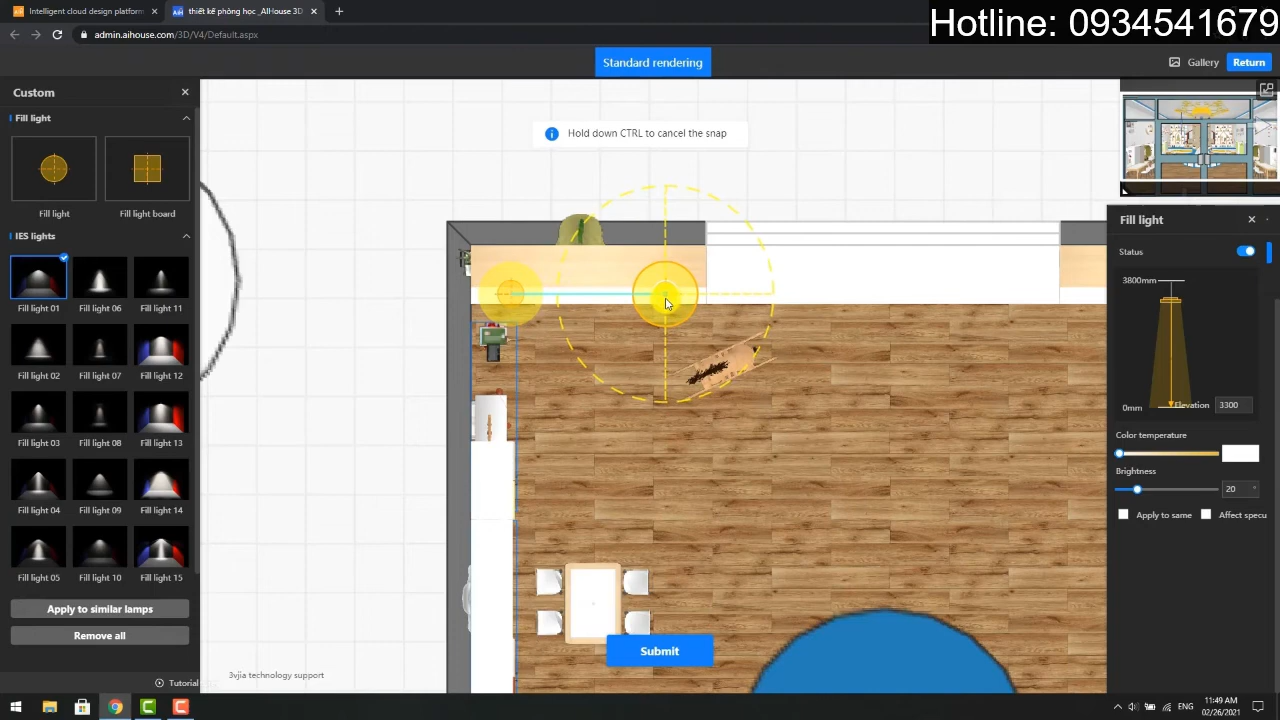 Intelligent cloud design platform
thiết kế phòng học _AiHouse 3D
Hotline: 0934541679
admin.aihouse.com/3D/V4/Default.aspx
Standard rendering
Gallery
Return
Custom
Fill light
Fill light
Fill light board
IES lights
Fill light 01
Fill light 06
Fill light 11
Fill light 02
Fill light 07
Fill light 12
Fill light 03
Fill light 08
Fill light 13
Fill light 04
Fill light 09
Fill light 14
Fill light 05
Fill light 10
Fill light 15
Apply to similar lamps
Remove all
Tutorial
3vjia technology support
Hold down CTRL to cancel the snap
Submit
Fill light
Status
3800mm
0mm
Elevation
3300
Color temperature
Brightness
20
Apply to same
Affect specu
ENG
11:49 AM
02/26/2021